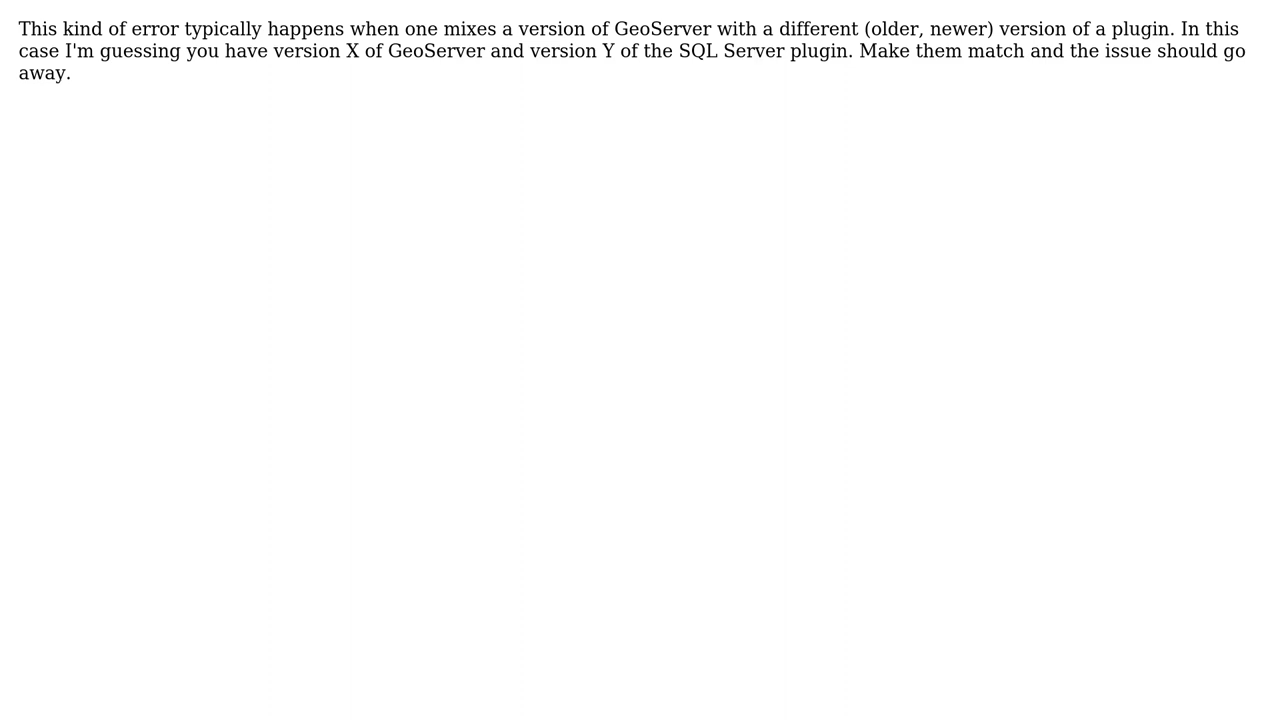 This kind of error typically happens when one mixes a version of GeoServer with a different (older, newer) version of a plugin. In this
case I'm guessing you have version X of GeoServer and version Y of the SQL Server plugin. Make them match and the issue should go
away.